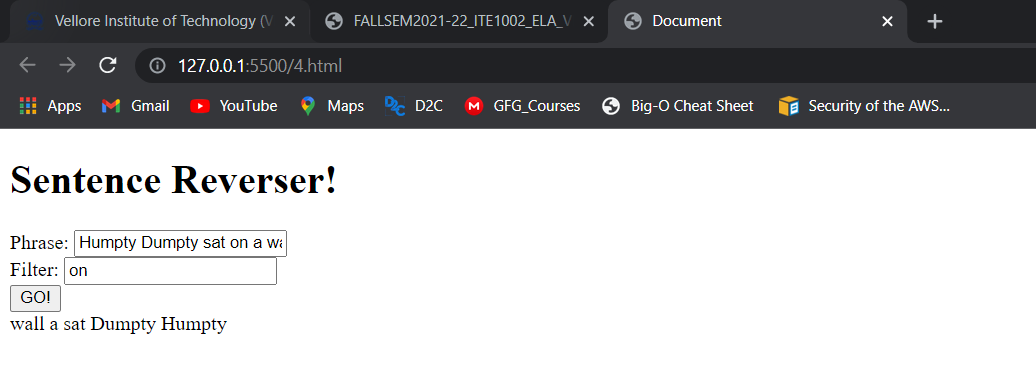 Vellore Institute of Technology (V
FALLSEM2021-22_ITE1002_ELA_V
Document
127.0.0.1:5500/4.html
Apps Gmail YouTube Maps D2C GFG_Courses Big-O Cheat Sheet Security of the AWS...
Sentence Reverser!
Phrase: Humpty Dumpty sat on a wa
Filter: on
GO!
wall a sat Dumpty Humpty